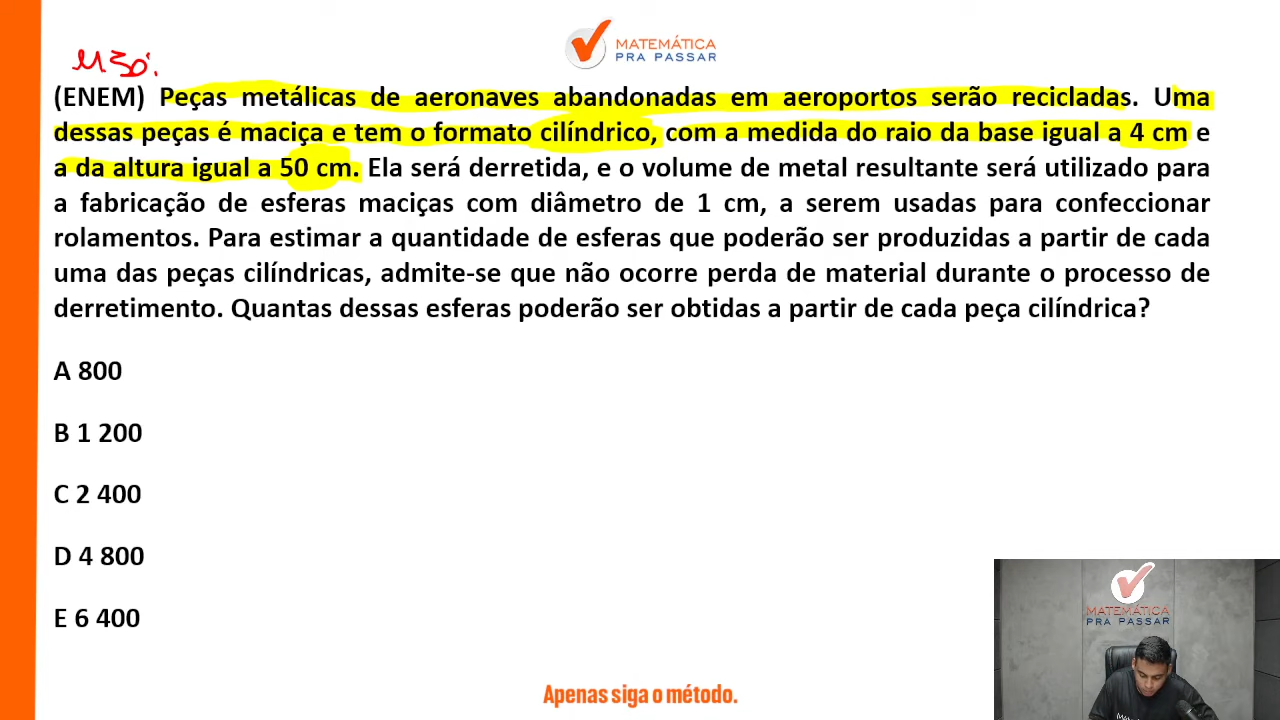 MATEMÁTICA
PRA PASSAR
(ENEM) Peças metálicas de aeronaves abandonadas em aeroportos serão recicladas. Uma
dessas peças é maciça e tem o formato cilíndrico, com a medida do raio da base igual a 4 cm e
a da altura igual a 50 cm. Ela será derretida, e o volume de metal resultante será utilizado para
a fabricação de esferas maciças com diâmetro de 1 cm, a serem usadas para confeccionar
rolamentos. Para estimar a quantidade de esferas que poderão ser produzidas a partir de cada
uma das peças cilíndricas, admite-se que não ocorre perda de material durante o processo de
derretimento. Quantas dessas esferas poderão ser obtidas a partir de cada peça cilíndrica?
A 800
B 1 200
C 2 400
D 4 800
E 6 400
MATEMÁTICA
PRA PASSAR
Apenas siga o método.